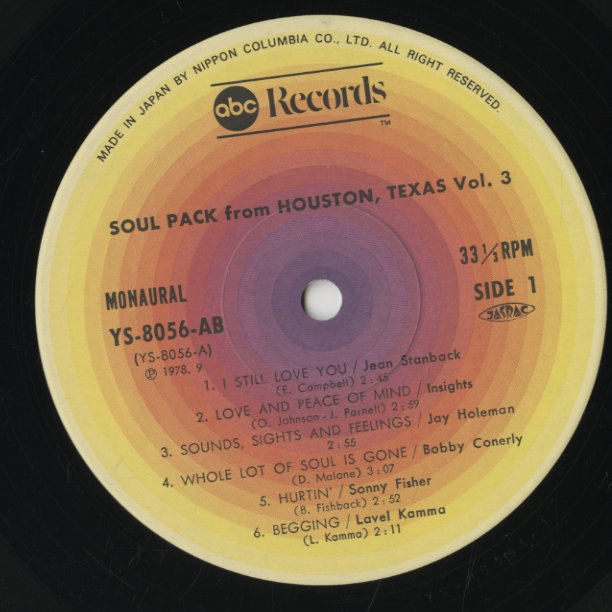 MADE IN JAPAN BY NIPPON COLUMBIA CO., LTD. ALL RIGHT RESERVED.
abc Records
TM
SOUL PACK from HOUSTON, TEXAS Vol. 3
33 1/3 RPM
MONAURAL
SIDE 1
YS-8056-AB
JASRAC
(YS-8056-A)
Ⓟ 1978. 9
1. I STILL LOVE YOU / Jean Stanback
(E. Campbell) 2:45
2. LOVE AND PEACE OF MIND / Insights
(O. Johnson - J. Parnell) 2:59
3. SOUNDS, SIGHTS AND FEELINGS / Jay Holeman
2:55
4. WHOLE LOT OF SOUL IS GONE / Bobby Conerly
(D. Malone) 3:07
5. HURTIN' / Sonny Fisher
(B. Fishback) 2:52
6. BEGGING / Lavel Kamma
(L. Kamma) 2:11